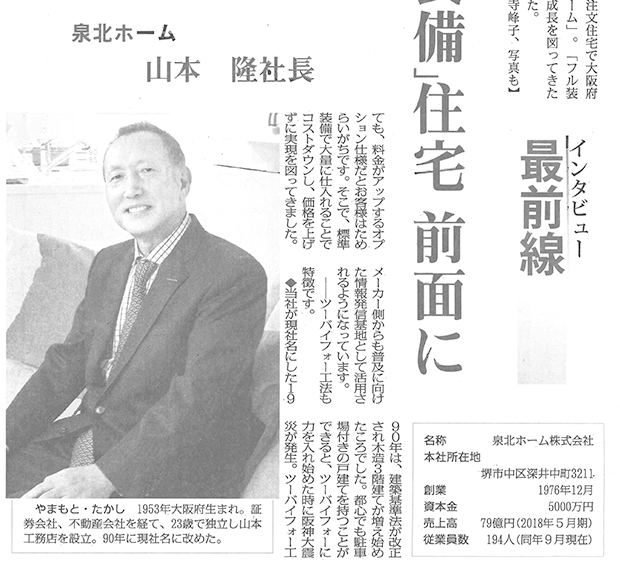 注文住宅で大阪府
ーム」。「フル装
成長を図ってきた
た。
寺峰子、写真も】
インタビュー
最前線
備」住宅 前面に
泉北ホーム
山本 隆社長
ても、料金がアップするオプ
ション仕様だとお客様はため
らいがちです。そこで、標準
装備で大量に仕入れることで
コストダウンし、価格を上げ
ずに実現を図ってきました。
メーカー側からも普及に向け
た情報発信基地として活用さ
れるようになっています。
――ツーバイフォー工法も
特徴です。
◆当社が現社名にした19
90年は、建築基準法が改正
され木造3階建てが増え始め
たころでした。都心でも駐車
場付きの戸建てを持つことが
できると、ツーバイフォーに
力を入れ始めた時に阪神大震
災が発生。ツーバイフォー工
やまもと・たかし 1953年大阪府生まれ。証
券会社、不動産会社を経て、23歳で独立し山本
工務店を設立。90年に現社名に改めた。
名称 泉北ホーム株式会社
本社所在地
堺市中区深井中町3211
創業 1976年12月
資本金 5000万円
売上高 79億円(2018年5月期)
従業員数 194人(同年9月現在)